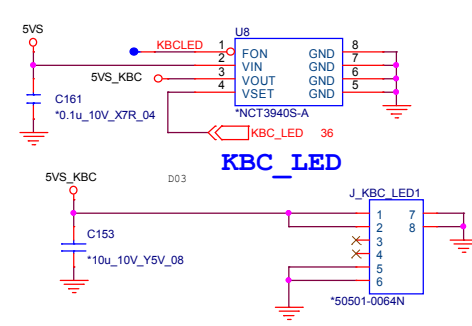 5VS
U8
KBCLED
1 FON GND 8
2 VIN GND 7
5VS_KBC 3 VOUT GND 6
4 VSET GND 5
C161
*0.1u_10V_X7R_04
*NCT3940S-A
KBC_LED 36
KBC_LED
5VS_KBC
D03
J_KBC_LED1
1 7
2 8
3
4
5
6
C153
*10u_10V_Y5V_08
*50501-0064N